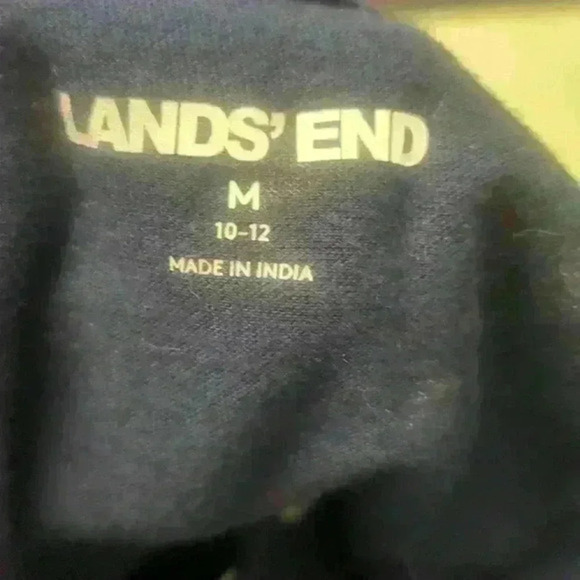 LANDS' END
M
10-12
MADE IN INDIA